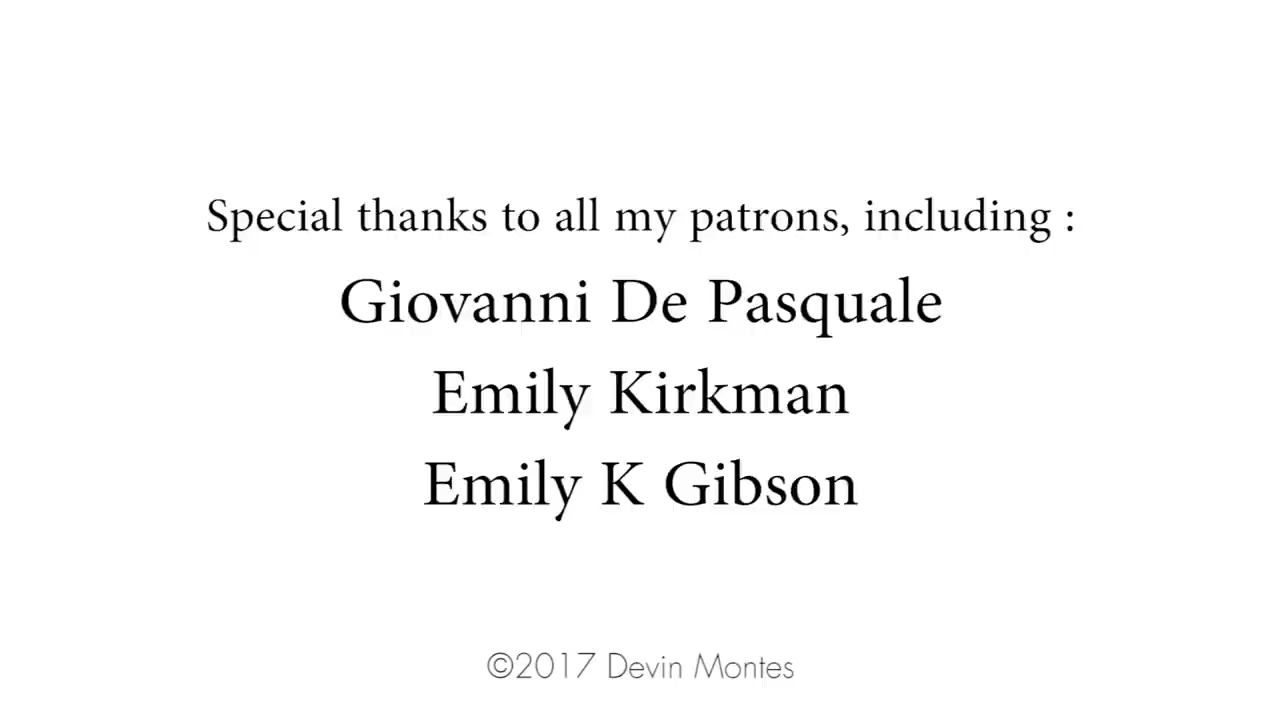 Special thanks to all my patrons, including :
Giovanni De Pasquale
Emily Kirkman
Emily K Gibson
©2017 Devin Montes